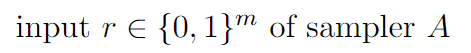 input r ∈ {0, 1}^m of sampler A